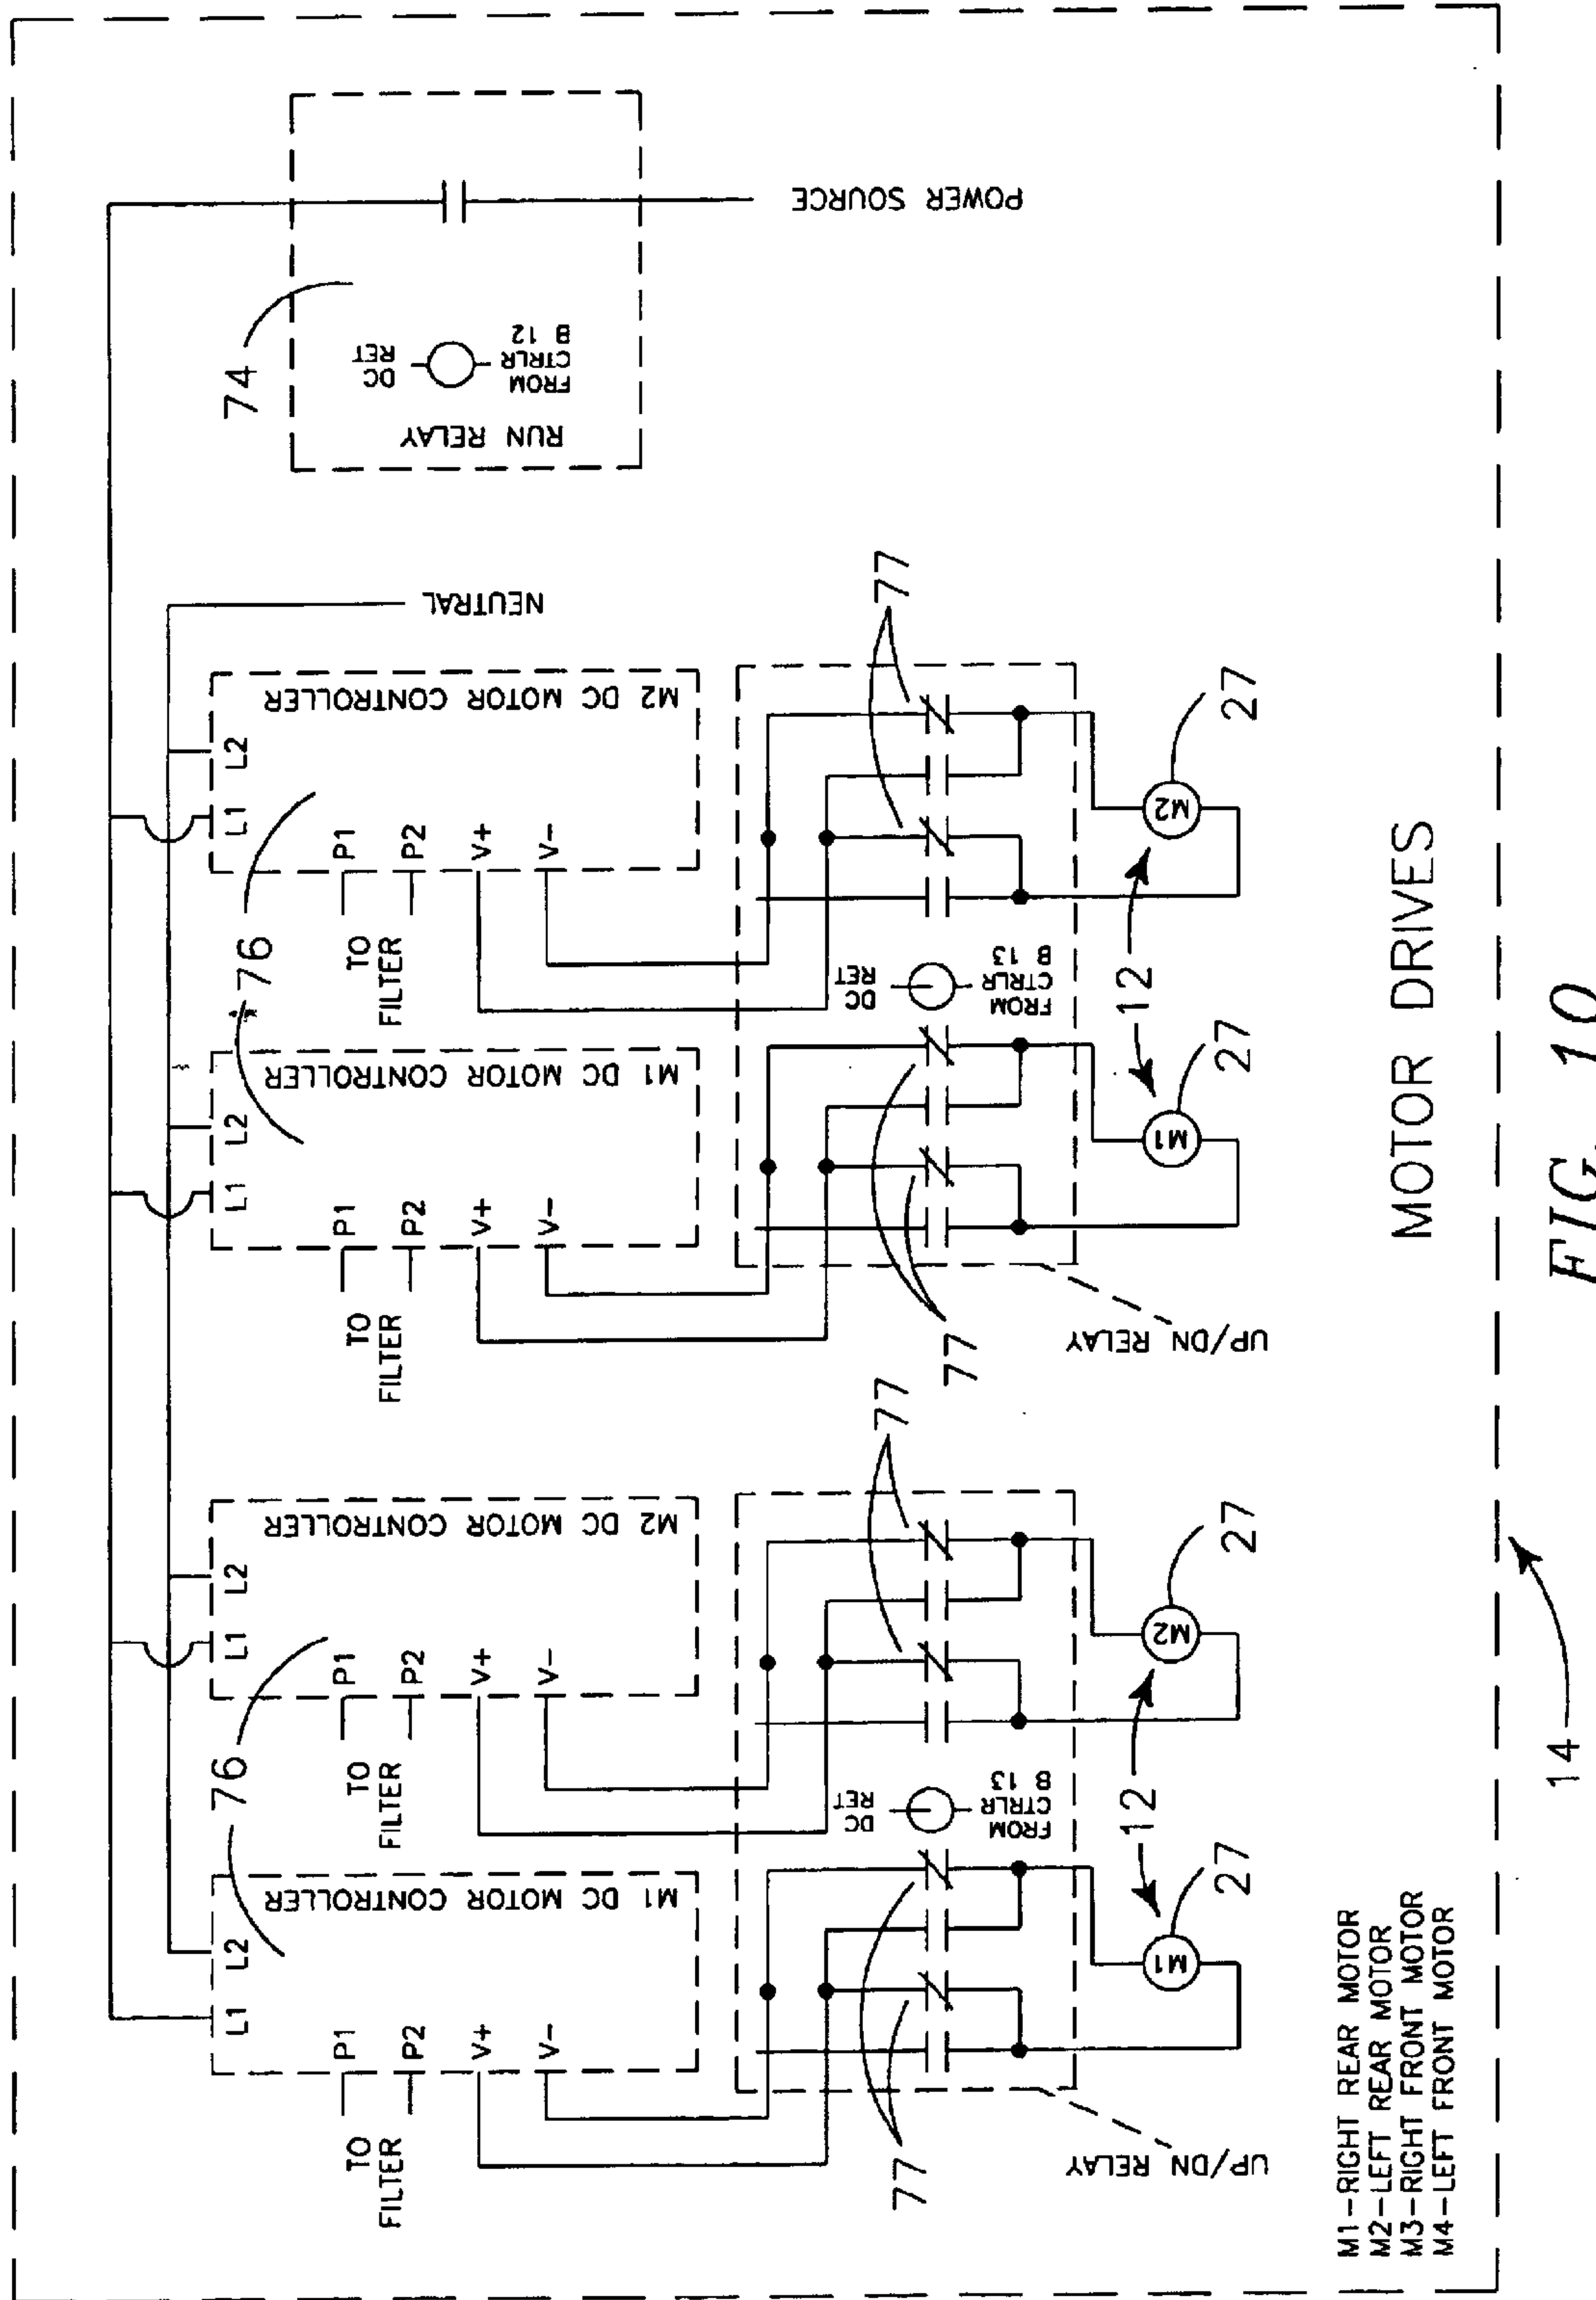 74
DC
RET
FROM
CTRLR
B 12
RUN RELAY
POWER SOURCE
NEUTRAL
76
76
L1
L2
P1
P2
V+
V-
TO
FILTER
M1 DC MOTOR CONTROLLER
L1
L2
P1
P2
V+
V-
TO
FILTER
M2 DC MOTOR CONTROLLER
L1
L2
P1
P2
V+
V-
TO
FILTER
M1 DC MOTOR CONTROLLER
L1
L2
P1
P2
V+
V-
TO
FILTER
M2 DC MOTOR CONTROLLER
77
77
77
77
DC
RET
FROM
CTRLR
B 13
DC
RET
FROM
CTRLR
B 13
UP/DN RELAY
UP/DN RELAY
M1
27
12
M2
27
M1
27
12
M2
27
M1-RIGHT REAR MOTOR
M2-LEFT REAR MOTOR
M3-RIGHT FRONT MOTOR
M4-LEFT FRONT MOTOR
MOTOR DRIVES
14
FIG. 10